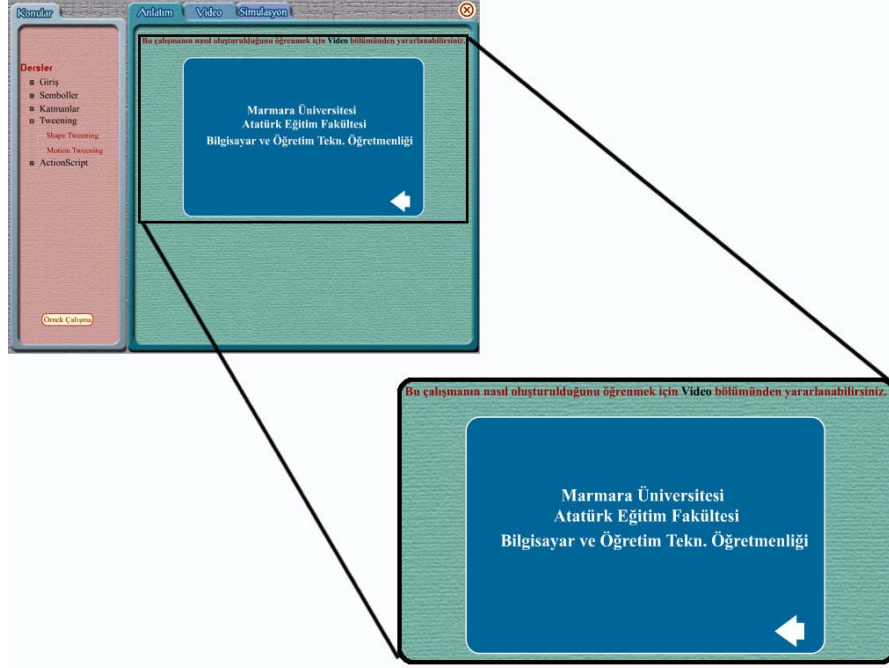 Konular
Anlatım
Video
Simulasyon
Bu çalışmanın nasıl oluşturulduğunu öğrenmek için Video bölümünden yararlanabilirsiniz.
Dersler
Giriş
Semboller
Katmanlar
Tweening
Shape Tweening
Motion Tweening
ActionScript
Örnek Çalışma
Marmara Üniversitesi
Atatürk Eğitim Fakültesi
Bilgisayar ve Öğretim Tekn. Öğretmenliği
Bu çalışmanın nasıl oluşturulduğunu öğrenmek için Video bölümünden yararlanabilirsiniz.
Marmara Üniversitesi
Atatürk Eğitim Fakültesi
Bilgisayar ve Öğretim Tekn. Öğretmenliği